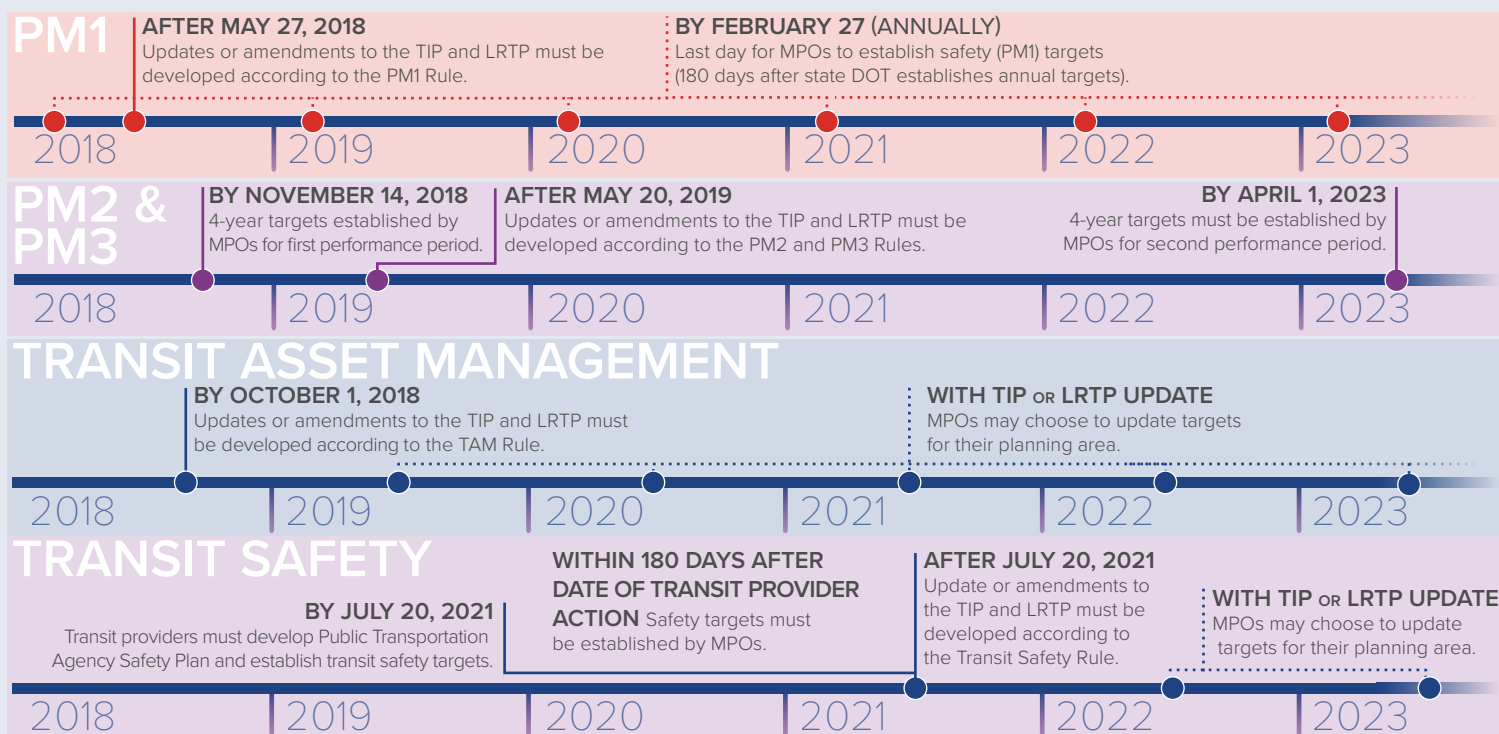 PM1
AFTER MAY 27, 2018
Updates or amendments to the TIP and LRTP must be
developed according to the PM1 Rule.
BY FEBRUARY 27 (ANNUALLY)
Last day for MPOs to establish safety (PM1) targets
(180 days after state DOT establishes annual targets).
2018 2019 2020 2021 2022 2023
PM2 &
PM3
BY NOVEMBER 14, 2018
4-year targets established by
MPOs for first performance period.
AFTER MAY 20, 2019
Updates or amendments to the TIP and LRTP must be
developed according to the PM2 and PM3 Rules.
BY APRIL 1, 2023
4-year targets must be established by
MPOs for second performance period.
2018 2019 2020 2021 2022 2023
TRANSIT ASSET MANAGEMENT
BY OCTOBER 1, 2018
Updates or amendments to the TIP and LRTP must
be developed according to the TAM Rule.
WITH TIP OR LRTP UPDATE
MPOs may choose to update targets
for their planning area.
2018 2019 2020 2021 2022 2023
TRANSIT SAFETY
BY JULY 20, 2021
Transit providers must develop Public Transportation
Agency Safety Plan and establish transit safety targets.
WITHIN 180 DAYS AFTER
DATE OF TRANSIT PROVIDER
ACTION Safety targets must
be established by MPOs.
AFTER JULY 20, 2021
Update or amendments to
the TIP and LRTP must be
developed according to
the Transit Safety Rule.
WITH TIP OR LRTP UPDATE
MPOs may choose to update
targets for their planning area.
2018 2019 2020 2021 2022 2023